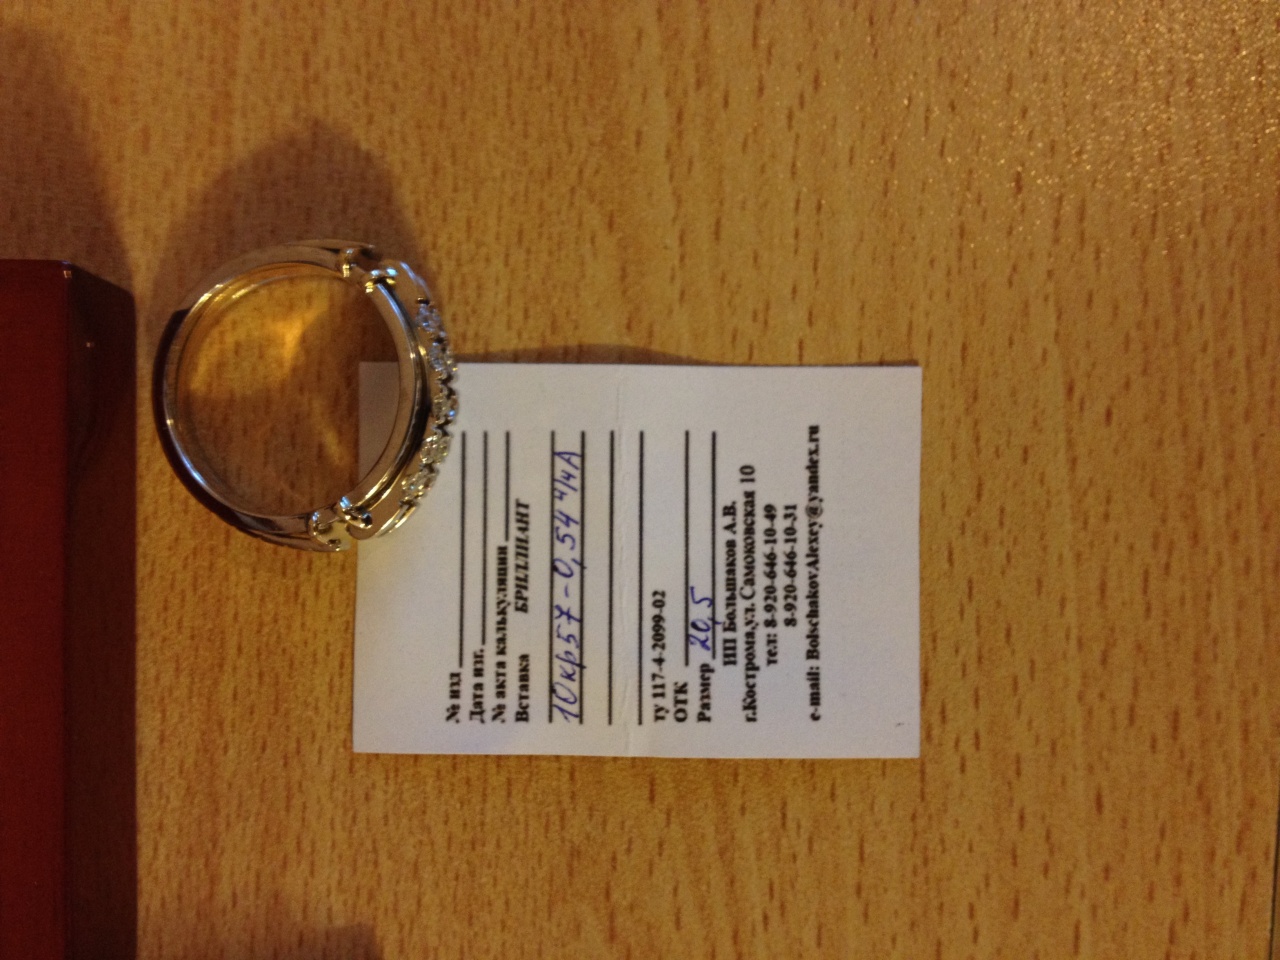 № изд
Дата изг.
№ акта калькуляции
Вставка БРИЛЛИАНТ
10кр57-0,54 4/4А
ту 117-4-2099-02
ОТК
Размер 20,5
ИП Большаков А.В.
г.Кострома,ул. Самоковская 10
тел: 8-920-646-10-49
8-920-646-10-31
e-mail: BolschakovAlexey@yandex.ru